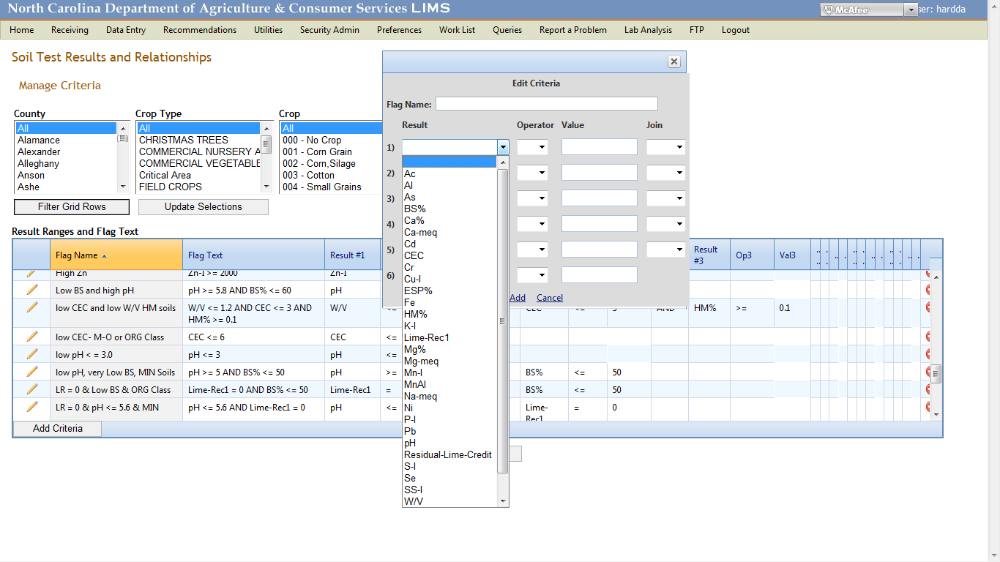 North Carolina Department of Agriculture & Consumer Services LIMS
McAfee
ser: hardda
Home Receiving Data Entry Recommendations Utilities Security Admin Preferences Work List Queries Report a Problem Lab Analysis FTP Logout
Soil Test Results and Relationships
Manage Criteria
County Crop Type Crop
All All All
Alamance CHRISTMAS TREES 000 - No Crop
Alexander COMMERCIAL NURSERY A 001 - Corn Grain
Alleghany COMMERCIAL VEGETABLE 002 - Corn,Silage
Anson Critical Area 003 - Cotton
Ashe FIELD CROPS 004 - Small Grains
Filter Grid Rows Update Selections
Edit Criteria
Flag Name:
Result Operator Value Join
1)
2)
3)
4)
5)
6)
Add Cancel
Ac
Al
As
BS%
Ca%
Ca-meq
Cd
CEC
Cr
Cu-I
ESP%
Fe
HM%
K-I
Lime-Rec1
Mg%
Mg-meq
Mn-I
MnAl
Na-meq
Ni
P-I
Pb
pH
Residual-Lime-Credit
S-I
Se
SS-I
W/V
Result Ranges and Flag Text
Flag Name Flag Text Result #1 Result #3 Op3 Val3
High Zn Zn-I >= 2000 Zn-I
Low BS and high pH pH >= 5.8 AND BS% <= 60 pH
low CEC and low W/V HM soils W/V <= 1.2 AND CEC <= 3 AND HM% >= 0.1 W/V <= CEC <= 3 AND HM% >= 0.1
low CEC- M-O or ORG Class CEC <= 6 CEC <=
low pH < = 3.0 pH <= 3 pH <=
low pH, very Low BS, MIN Soils pH >= 5 AND BS% <= 50 pH >= BS% <= 50
LR = 0 & Low BS & ORG Class Lime-Rec1 = 0 AND BS% <= 50 Lime-Rec1 = BS% <= 50
LR = 0 & pH <= 5.6 & MIN pH <= 5.6 AND Lime-Rec1 = 0 pH <= Lime-Rec1 = 0
Add Criteria